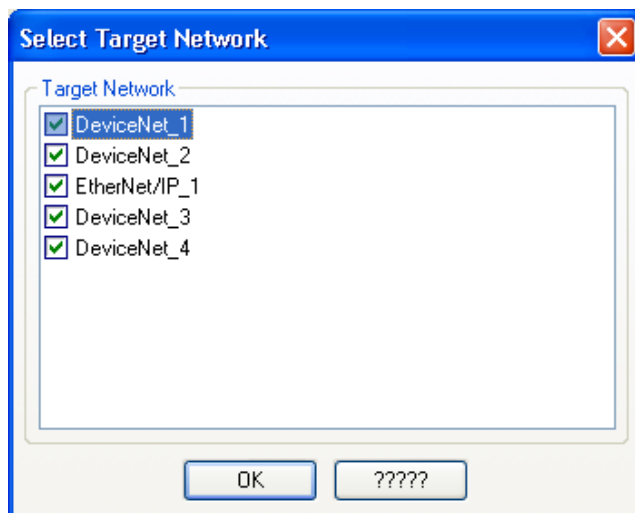 Select Target Network
Target Network
DeviceNet_1
DeviceNet_2
EtherNet/IP_1
DeviceNet_3
DeviceNet_4
OK ?????